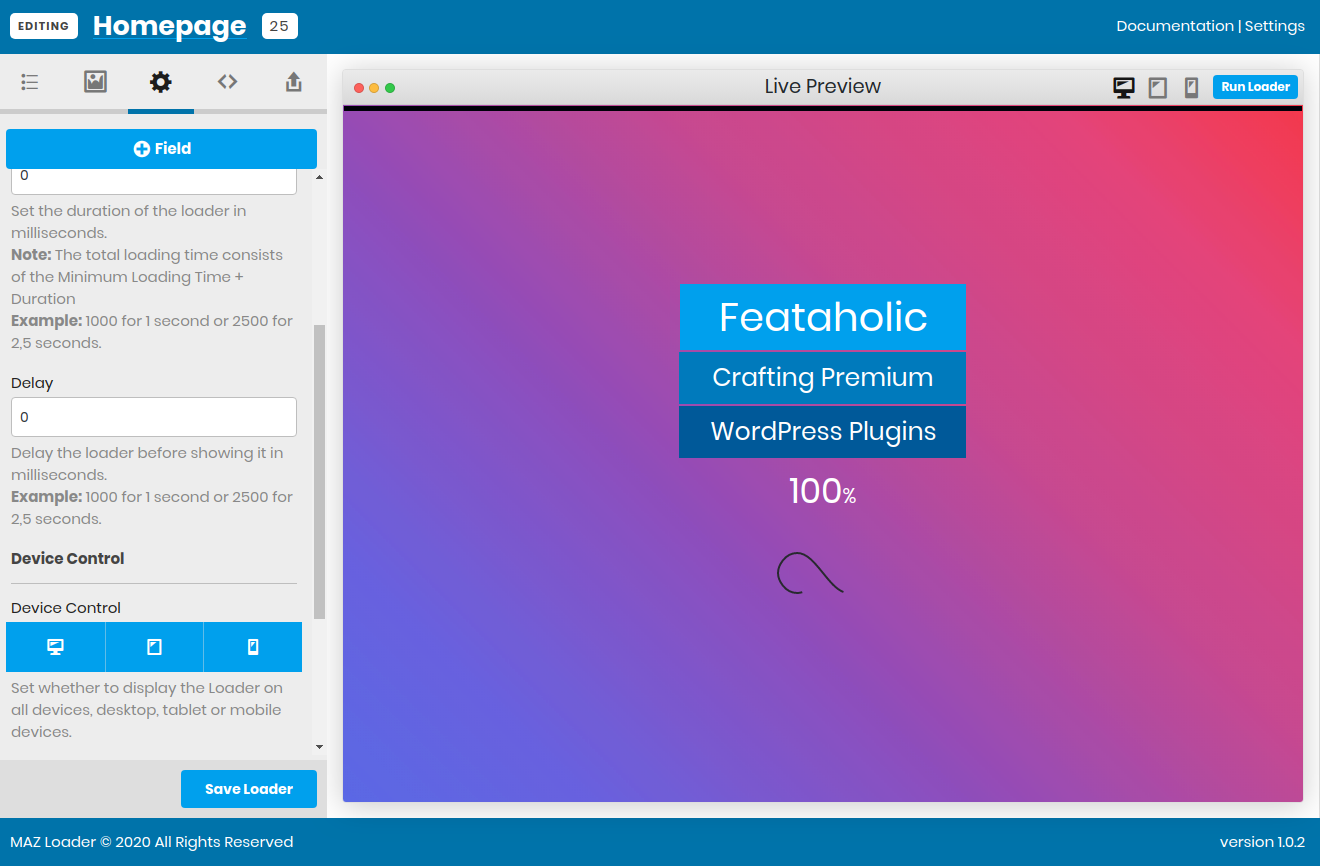 EDITING Homepage 25 Documentation | Settings
Live Preview Run Loader
Field
0
Set the duration of the loader in
milliseconds.
Note: The total loading time consists
of the Minimum Loading Time +
Duration
Example: 1000 for 1 second or 2500 for
2,5 seconds.
Delay
0
Delay the loader before showing it in
milliseconds.
Example: 1000 for 1 second or 2500 for
2,5 seconds.
Device Control
Device Control
Set whether to display the Loader on
all devices, desktop, tablet or mobile
devices.
Save Loader
Feataholic
Crafting Premium
WordPress Plugins
100%
MAZ Loader © 2020 All Rights Reserved version 1.0.2